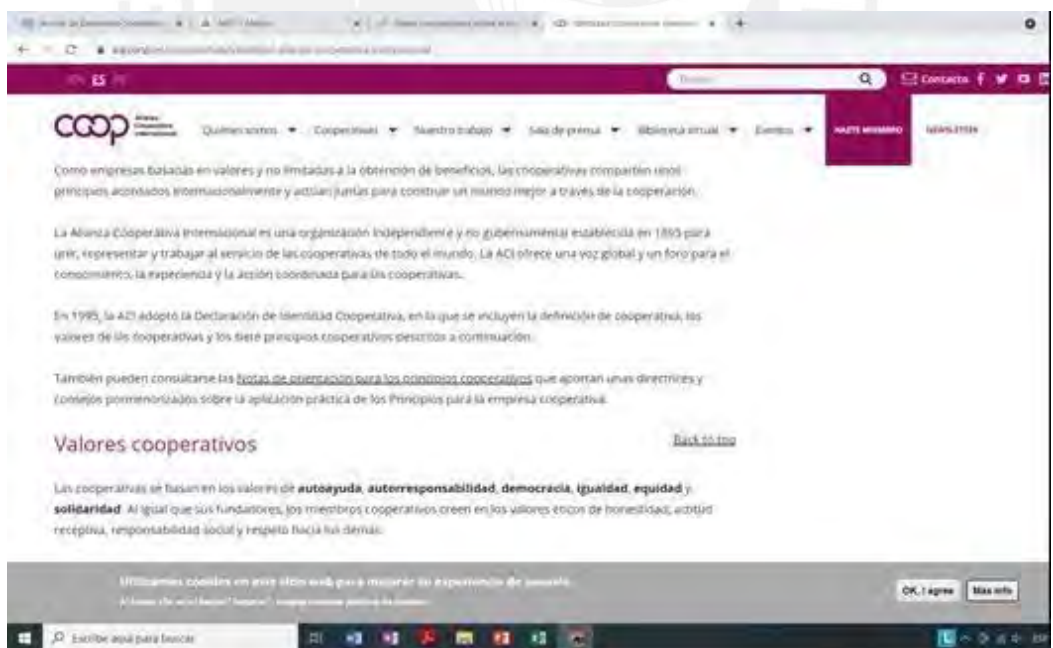 EN ES FR
Buscar
Contacto
coop Alianza Cooperativa Internacional
Quiénes somos Cooperativas Nuestro trabajo Sala de prensa Biblioteca virtual Eventos HAZTE MIEMBRO NEWSLETTER
Como empresas basadas en valores y no limitadas a la obtención de beneficios, las cooperativas comparten unos
principios acordados internacionalmente y actúan juntas para construir un mundo mejor a través de la cooperación.
La Alianza Cooperativa Internacional es una organización independiente y no gubernamental establecida en 1895 para
unir, representar y trabajar al servicio de las cooperativas de todo el mundo. La ACI ofrece una voz global y un foro para el
conocimiento, la experiencia y la acción coordinada para las cooperativas.
En 1995, la ACI adoptó la Declaración de Identidad Cooperativa, en la que se incluyen la definición de cooperativa, los
valores de las cooperativas y los siete principios cooperativos descritos a continuación.
También pueden consultarse las Notas de orientación para los principios cooperativos que aportan unas directrices y
consejos pormenorizados sobre la aplicación práctica de los Principios para la empresa cooperativa.
Valores cooperativos
Back to top
Las cooperativas se basan en los valores de autoayuda, autorresponsabilidad, democracia, igualdad, equidad y
solidaridad. Al igual que sus fundadores, los miembros cooperativos creen en los valores éticos de honestidad, actitud
receptiva, responsabilidad social y respeto hacia los demás.
Utilizamos cookies en este sitio web para mejorar su experiencia de usuario
OK, I agree
Más info
Escribe aquí para buscar